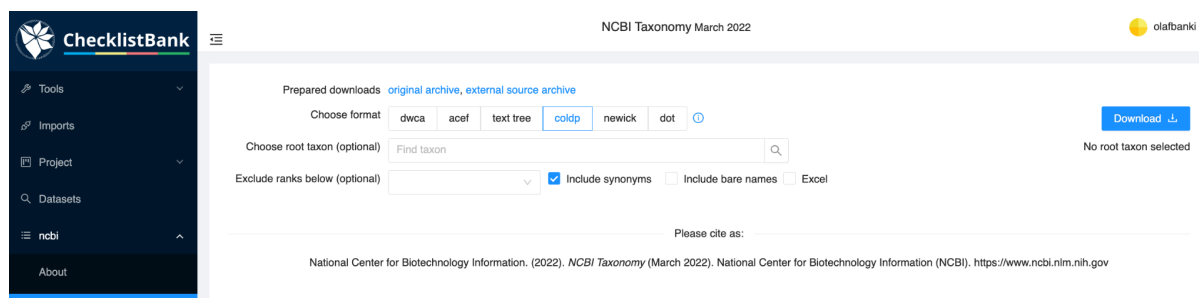 ChecklistBank
NCBI Taxonomy March 2022
olafbanki
Tools
Imports
Project
Datasets
ncbi
About
Prepared downloads original archive, external source archive
Choose format dwca acef text tree coldp newick dot
Download
Choose root taxon (optional) Find taxon
No root taxon selected
Exclude ranks below (optional) Include synonyms Include bare names Excel
Please cite as:
National Center for Biotechnology Information. (2022). NCBI Taxonomy (March 2022). National Center for Biotechnology Information (NCBI). https://www.ncbi.nlm.nih.gov